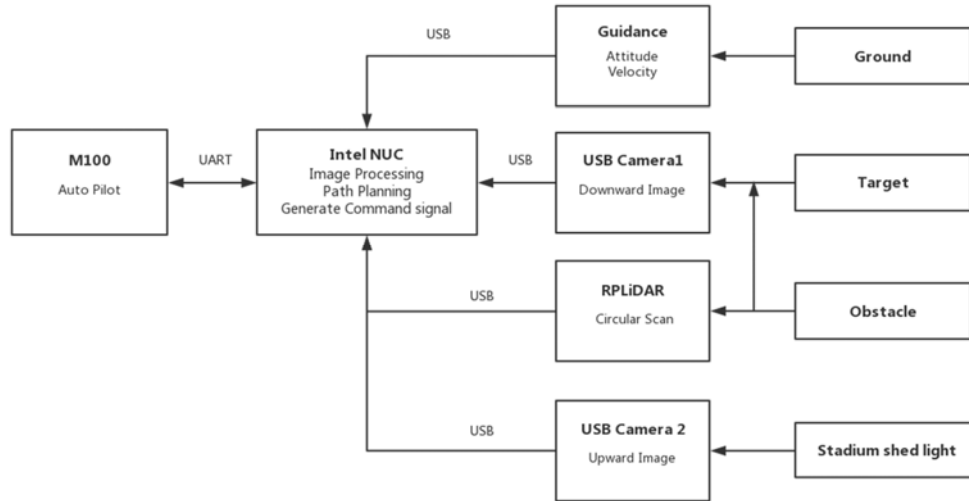 USB
Guidance
Attitude
Velocity
Ground
M100
Auto Pilot
UART
Intel NUC
Image Processing
Path Planning
Generate Command signal
USB
USB Camera1
Downward Image
Target
USB
RPLiDAR
Circular Scan
Obstacle
USB
USB Camera 2
Upward Image
Stadium shed light